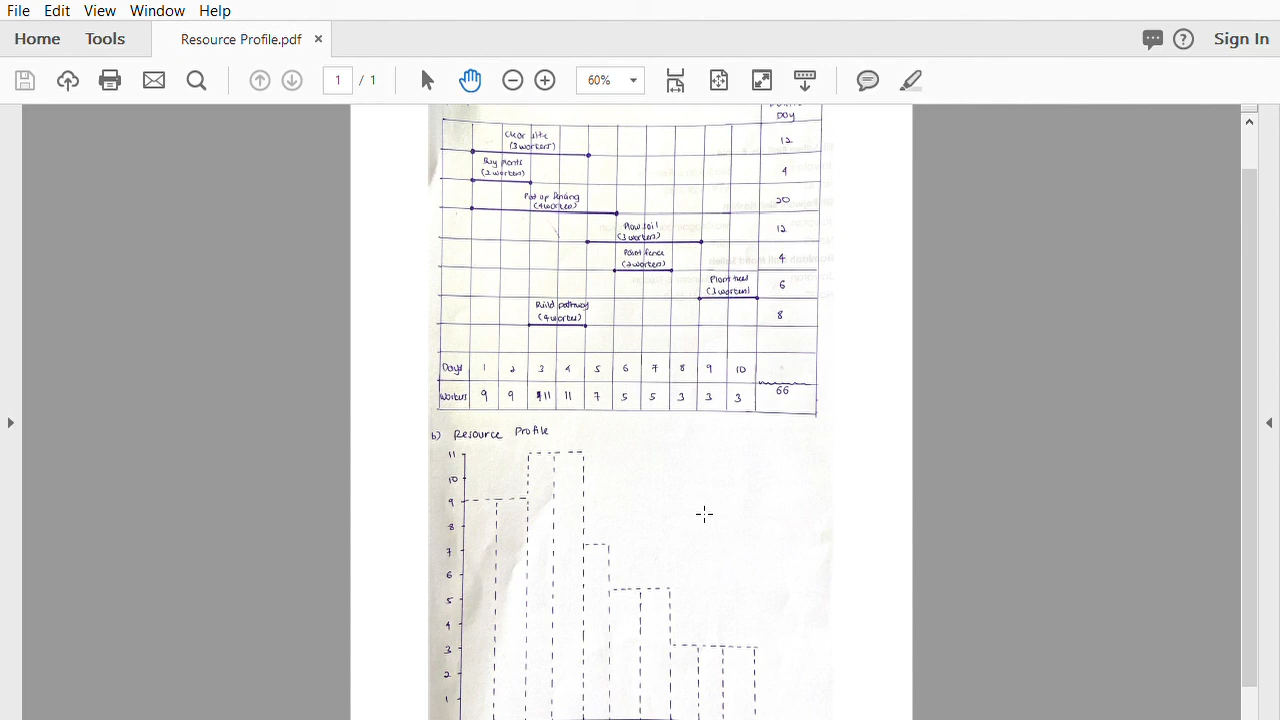 File Edit View Window Help
Home Tools Resource Profile.pdf × Sign In
1 / 1 60%
Day
Clear site
(3 workers)
12
Buy plants
(2 workers)
4
Put up fencing
(4 workers)
20
Plow soil
(3 workers)
12
Paint fence
(2 workers)
4
Plant trees
(3 workers)
6
Build pathway
(4 workers)
8
Days 1 2 3 4 5 6 7 8 9 10
Workers 9 9 11 11 7 5 5 3 3 3 66
b) Resource Profile
11
10
9
8
7
6
5
4
3
2
1